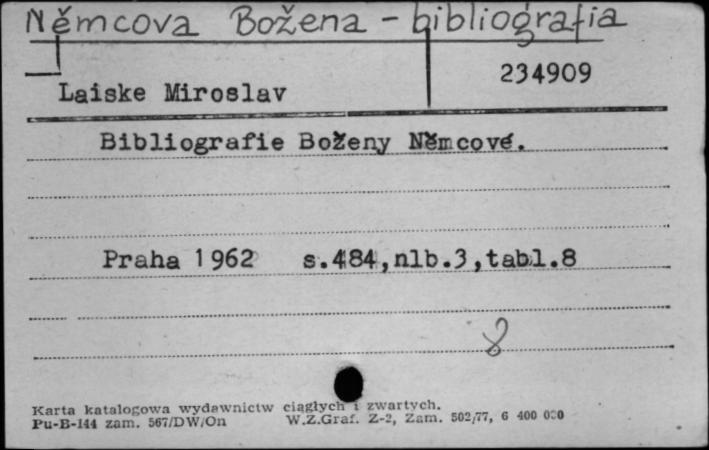 Němcova Božena - bibliografia
234909
Laiske Miroslav
Bibliografie Boženy Němcové.
Praha 1962 s.484,nlb.3,tabl.8
8
Karta katalogowa wydawnictw ciągłych i zwartych.
Pu-B-144 zam. 567/DW/On W.Z.Graf. Z-2, Zam. 502/77, 6 400 000